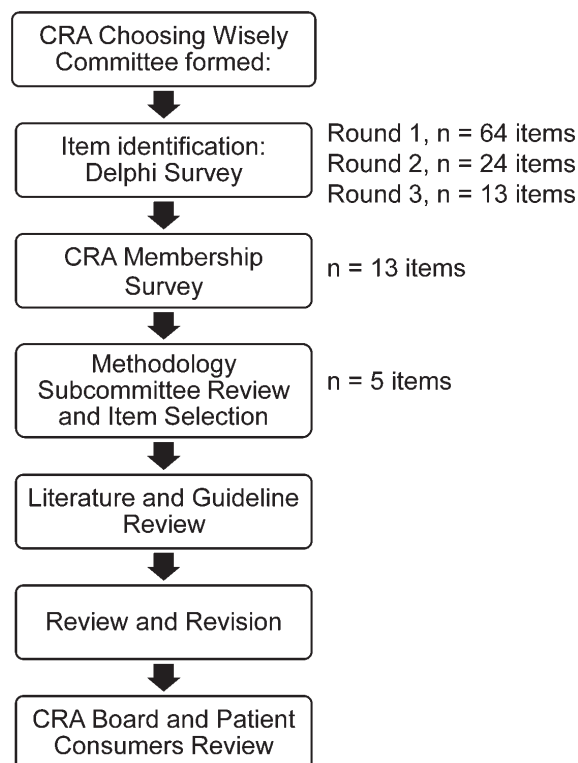 CRA Choosing Wisely
Committee formed:
Item identification:
Delphi Survey
Round 1, n = 64 items
Round 2, n = 24 items
Round 3, n = 13 items
CRA Membership
Survey
n = 13 items
Methodology
Subcommittee Review
and Item Selection
n = 5 items
Literature and Guideline
Review
Review and Revision
CRA Board and Patient
Consumers Review